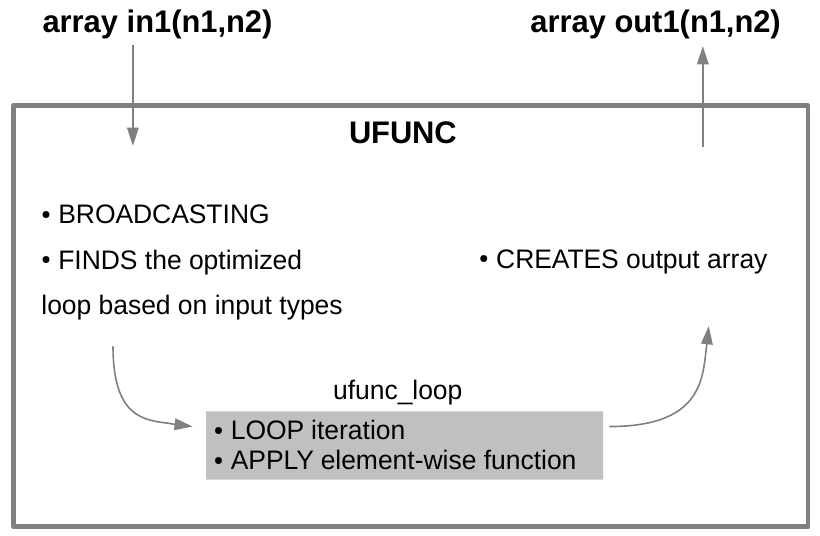 array in1(n1,n2)
array out1(n1,n2)
UFUNC
• BROADCASTING
• FINDS the optimized
loop based on input types
• CREATES output array
ufunc_loop
• LOOP iteration
• APPLY element-wise function